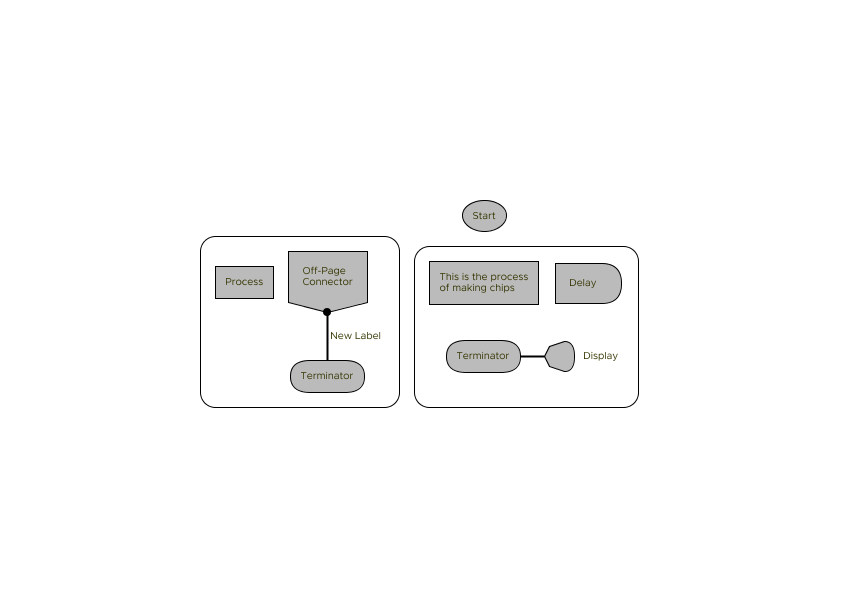 Start
Process
Off-Page
Connector
New Label
Terminator
This is the process
of making chips
Delay
Terminator
Display